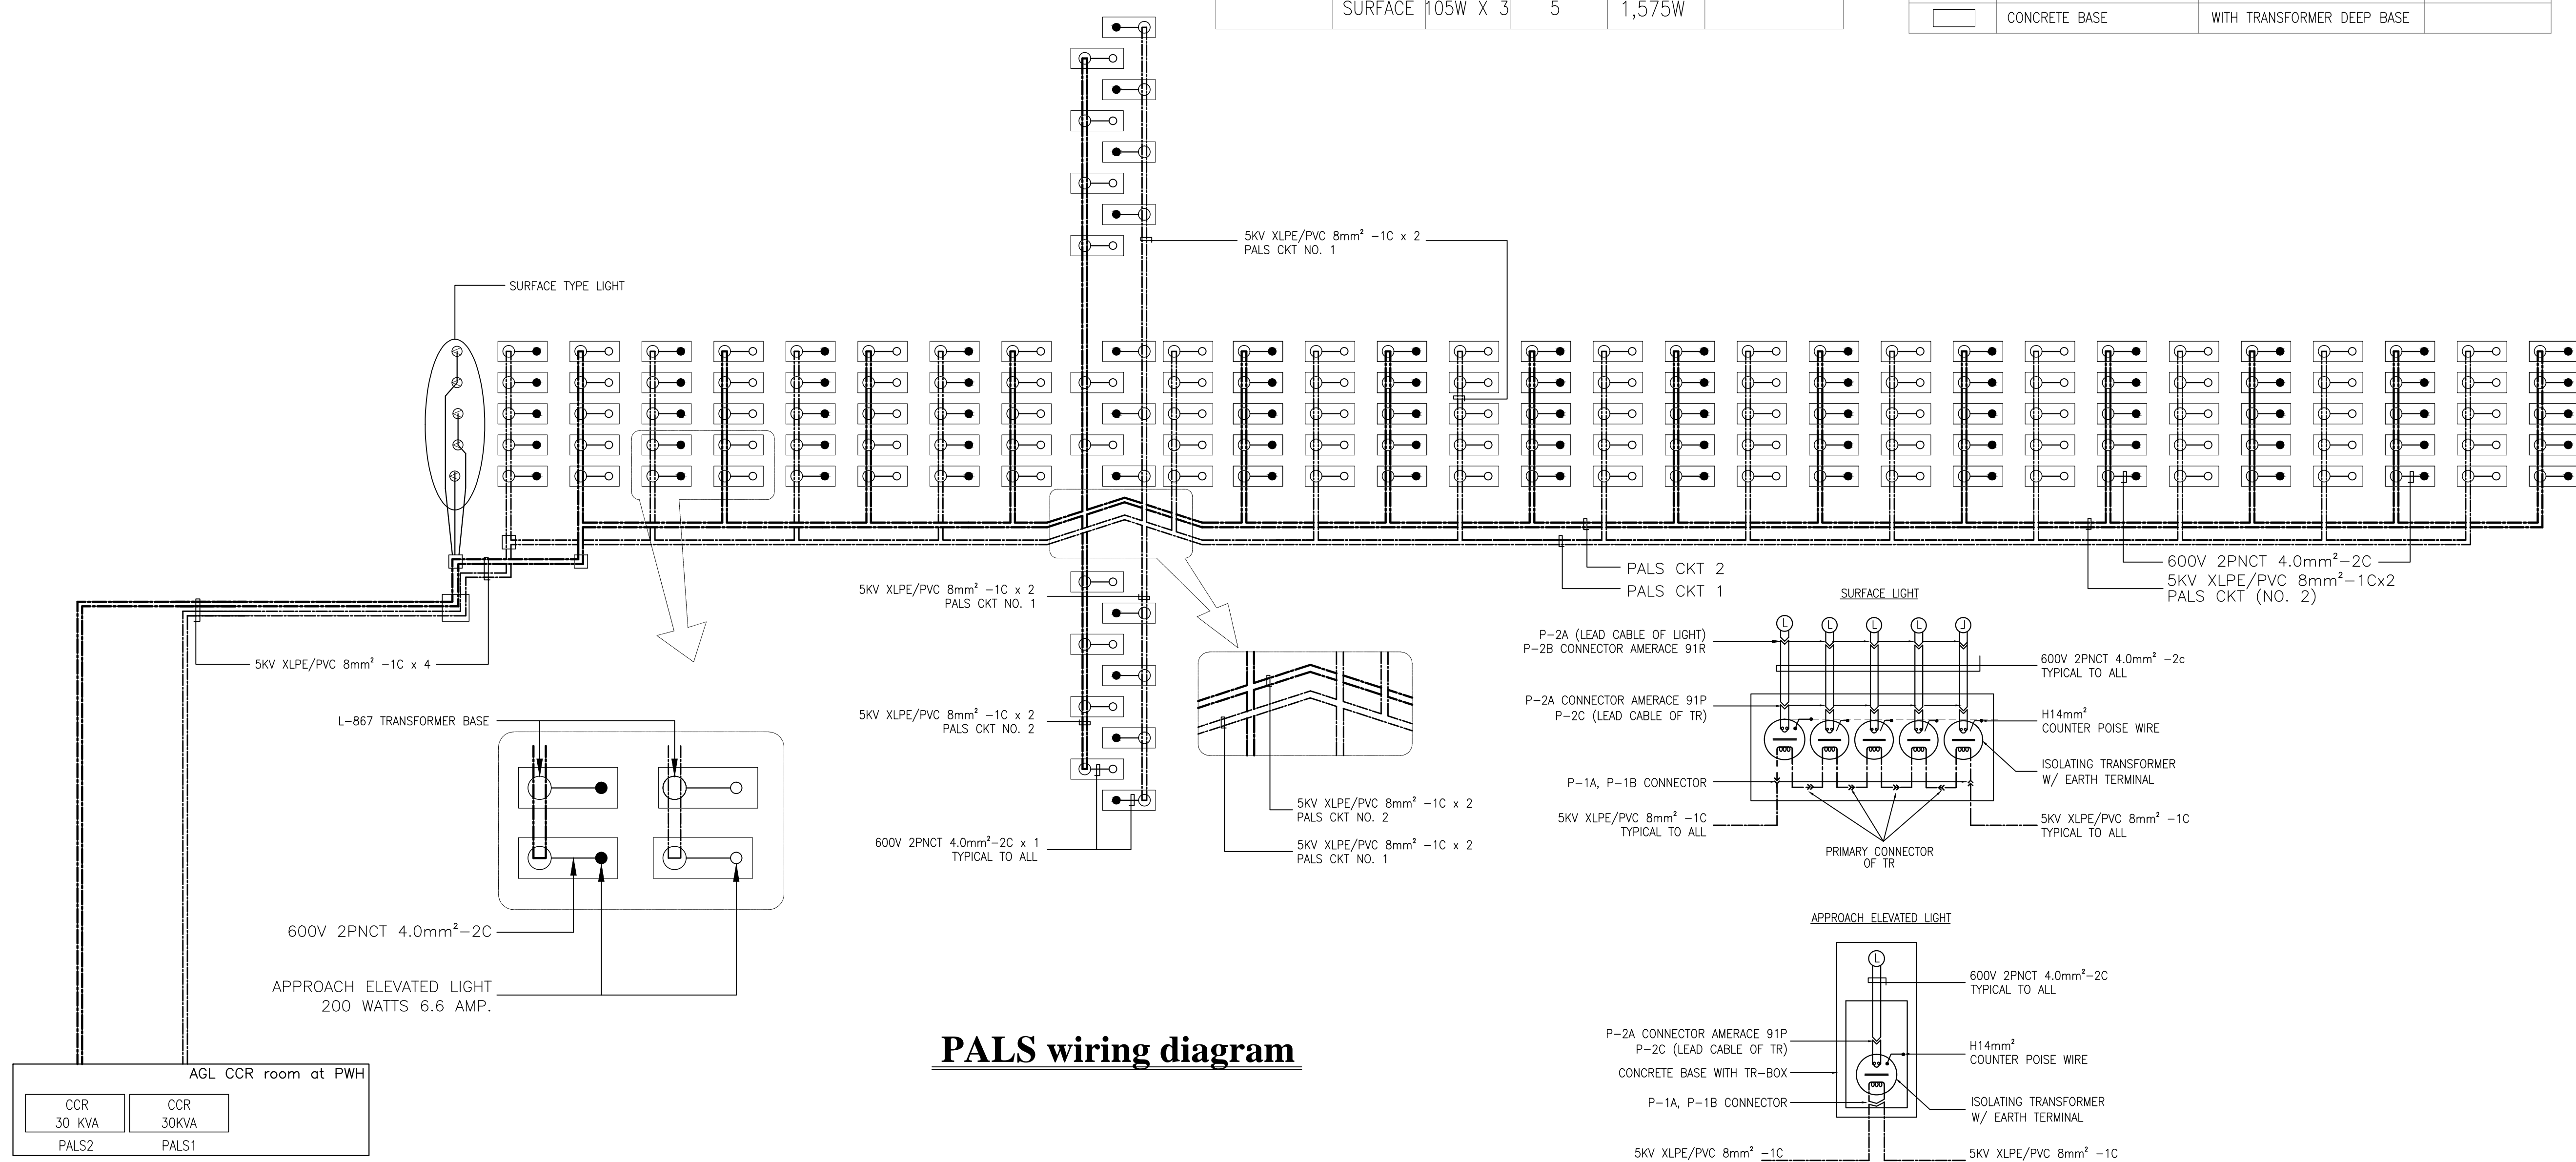 SURFACE 105W X 3 5 1,575W
CONCRETE BASE WITH TRANSFORMER DEEP BASE
5KV XLPE/PVC 8mm² -1C x 2
PALS CKT NO. 1
SURFACE TYPE LIGHT
PALS CKT 2
PALS CKT 1
600V 2PNCT 4.0mm²-2C
5KV XLPE/PVC 8mm²-1Cx2
PALS CKT (NO. 2)
5KV XLPE/PVC 8mm² -1C x 2
PALS CKT NO. 1
5KV XLPE/PVC 8mm² -1C x 4
L-867 TRANSFORMER BASE
5KV XLPE/PVC 8mm² -1C x 2
PALS CKT NO. 2
5KV XLPE/PVC 8mm² -1C x 2
PALS CKT NO. 2
5KV XLPE/PVC 8mm² -1C x 2
PALS CKT NO. 1
600V 2PNCT 4.0mm²-2C x 1
TYPICAL TO ALL
600V 2PNCT 4.0mm²-2C
APPROACH ELEVATED LIGHT
200 WATTS 6.6 AMP.
SURFACE LIGHT
L L L L L
P-2A (LEAD CABLE OF LIGHT)
P-2B CONNECTOR AMERACE 91R
600V 2PNCT 4.0mm² -2c
TYPICAL TO ALL
P-2A CONNECTOR AMERACE 91P
P-2C (LEAD CABLE OF TR)
H14mm²
COUNTER POISE WIRE
ISOLATING TRANSFORMER
W/ EARTH TERMINAL
P-1A, P-1B CONNECTOR
5KV XLPE/PVC 8mm² -1C
TYPICAL TO ALL
5KV XLPE/PVC 8mm² -1C
TYPICAL TO ALL
PRIMARY CONNECTOR
OF TR
APPROACH ELEVATED LIGHT
L
600V 2PNCT 4.0mm²-2C
TYPICAL TO ALL
P-2A CONNECTOR AMERACE 91P
P-2C (LEAD CABLE OF TR)
H14mm²
COUNTER POISE WIRE
CONCRETE BASE WITH TR-BOX
P-1A, P-1B CONNECTOR
ISOLATING TRANSFORMER
W/ EARTH TERMINAL
5KV XLPE/PVC 8mm² -1C
5KV XLPE/PVC 8mm² -1C
PALS wiring diagram
AGL CCR room at PWH
CCR
30 KVA
CCR
30KVA
PALS2 PALS1